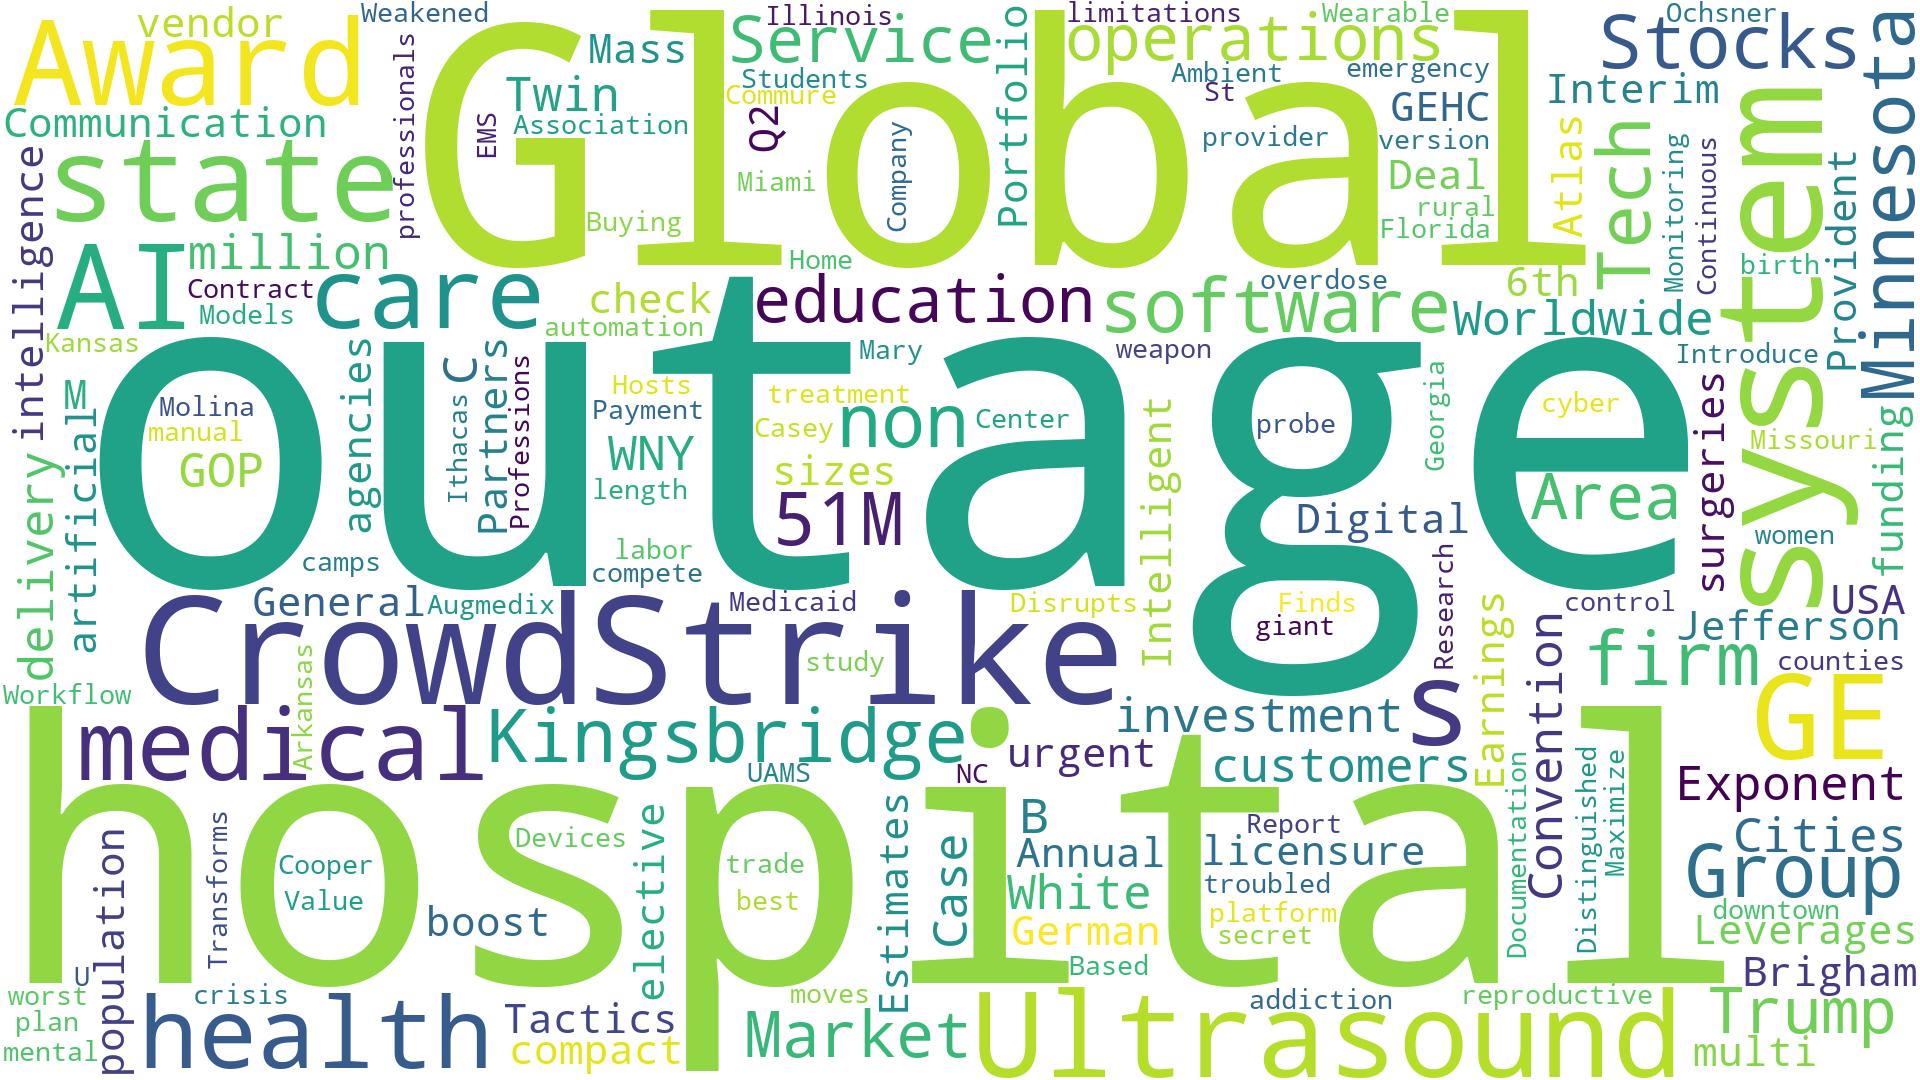 Award
vendor
Weakened
Global
Mass
Service
Illinois
Portfolio
limitations
operations
Wearable
Ochsner
Stocks
Minnesota
Communication
professionals
Twin
Association
EMS
Students
Commure
Q2
Company
Ambient
St
provider
emergency
GEHC
version
Interim
Atlas
Tech
Monitoring
Continuous
system
Provident
intelligence
state
Miami
Buying
Deal
rural
Florida
AI
million
Contract
Models
care
Home
check
automation
education
overdose
software
6th
Worldwide
birth
Introduce
Kansas
outage
Mary
weapon
Molina
manual
GOP
M
artificial
agencies
C
Ithacas
Partners
Professions
Hosts
Payment
WNY
length
treatment
Casey
non
Center
sizes
51M
Intelligent
probe
Georgia
Digital
cyber
Area
surgeries
Missouri
women
funding
delivery
camps
labor
compete
General
Augmedix
Medicaid
Disrupts
Finds
giant
Research
Earnings
control
USA
Jefferson
CrowdStrike
study
Arkansas
Workflow
Convention
firm
counties
medical
Kingsbridge
UAMS
NC
urgent
investment
s
customers
GE
Exponent
hospital
population
Transforms
Cooper
Value
Devices
boost
elective
trade
best
Estimates
Case
B
Annual
White
German
Based
Report
licensure
troubled
platform
secret
Documentation
Distinguished
Maximize
Cities
Group
downtown
Leverages
Brigham
U
worst
plan
mental
crisis
health
Tactics
compact
moves
Market
Ultrasound
addiction
reproductive
Trump
multi